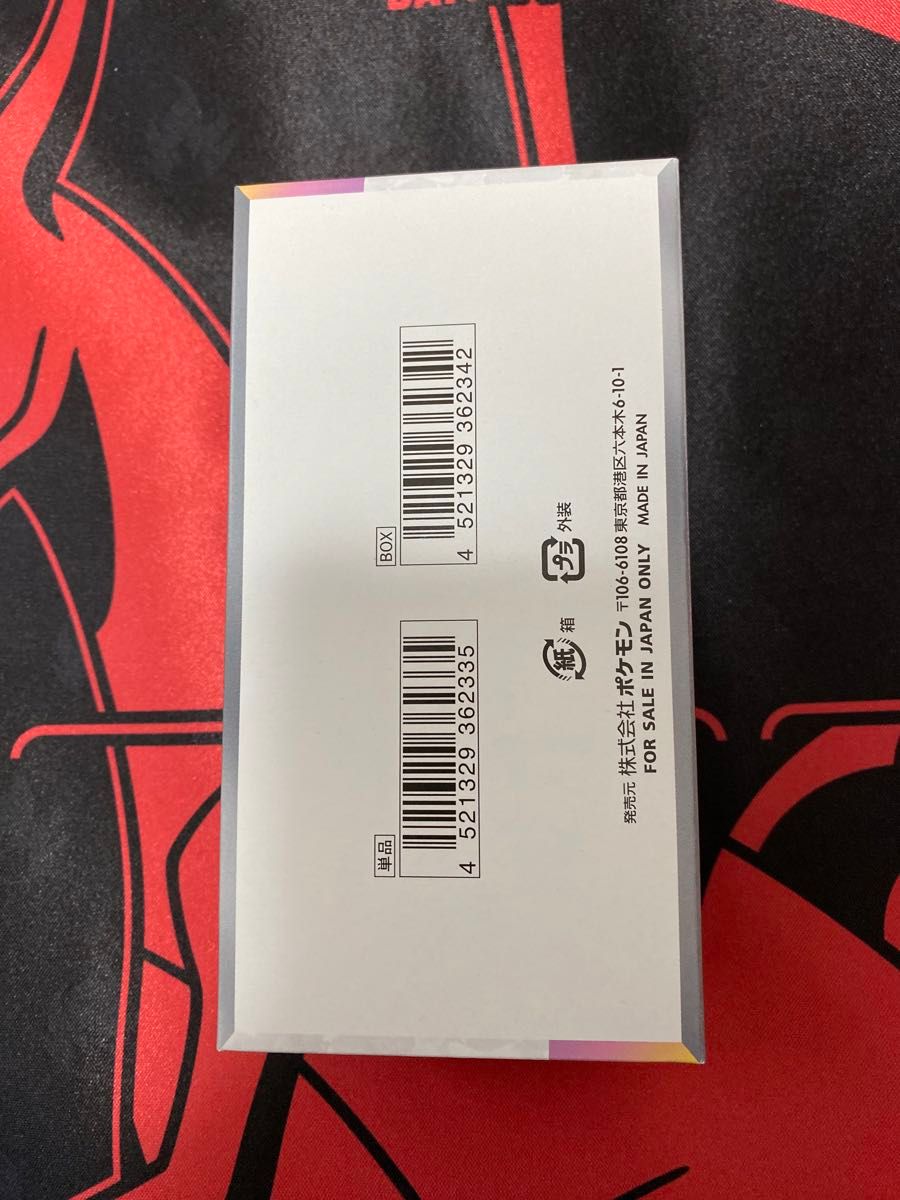 単品
4 521329 362335
BOX
4 521329 362342
紙 箱
プラ 外装
発売元 株式会社ポケモン 〒106-6108 東京都港区六本木6-10-1
FOR SALE IN JAPAN ONLY MADE IN JAPAN